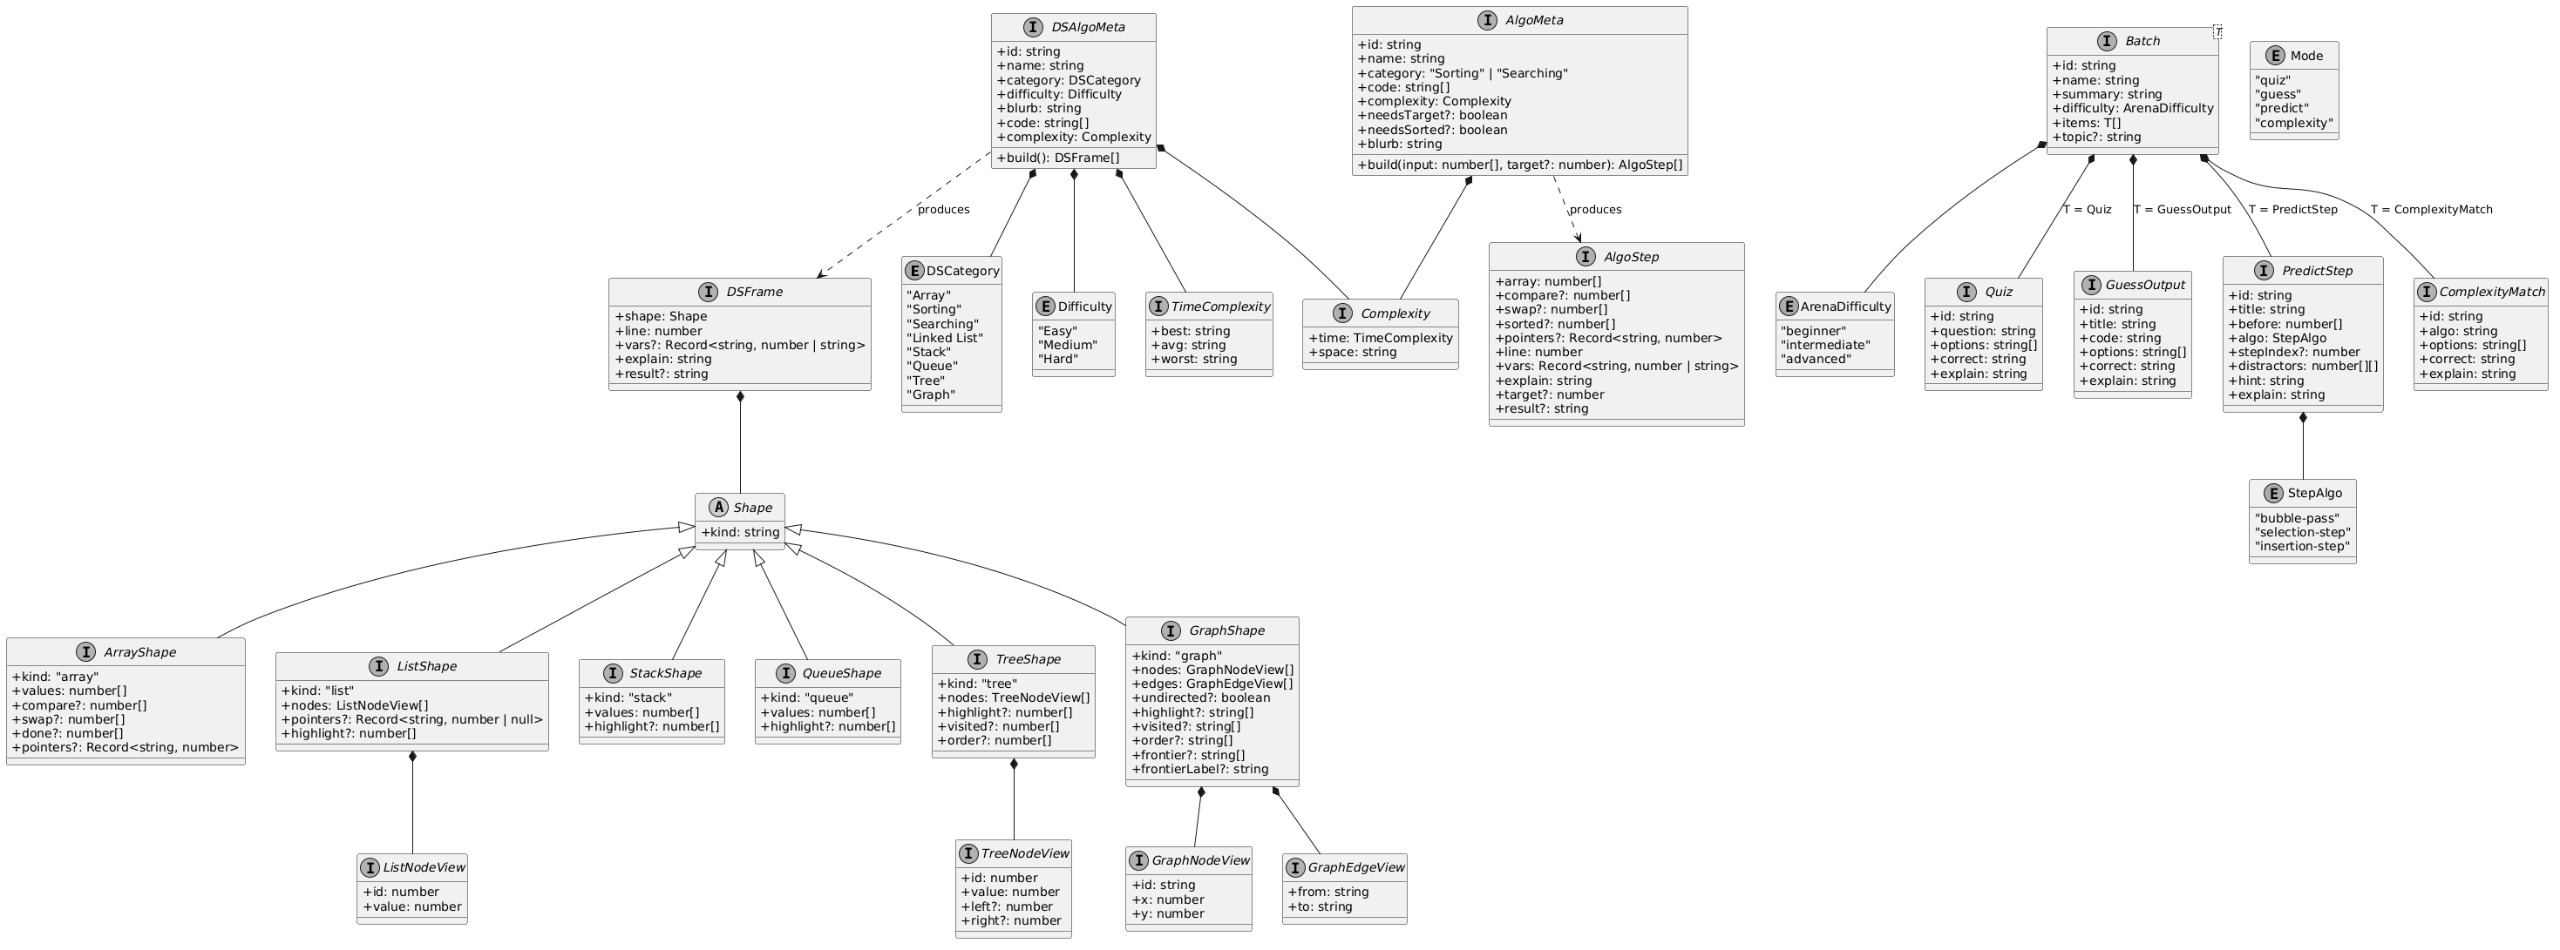 I DSAlgoMeta
+id: string
+name: string
+category: DSCategory
+difficulty: Difficulty
+blurb: string
+code: string[]
+complexity: Complexity
+build(): DSFrame[]
I AlgoMeta
+id: string
+name: string
+category: "Sorting" | "Searching"
+code: string[]
+complexity: Complexity
+needsTarget?: boolean
+needsSorted?: boolean
+blurb: string
+build(input: number[], target?: number): AlgoStep[]
I Batch
T
+id: string
+name: string
+summary: string
+difficulty: ArenaDifficulty
+items: T[]
+topic?: string
E Mode
"quiz"
"guess"
"predict"
"complexity"
produces
produces
T = Quiz
T = GuessOutput
T = PredictStep
T = ComplexityMatch
I DSFrame
+shape: Shape
+line: number
+vars?: Record<string, number | string>
+explain: string
+result?: string
E DSCategory
"Array"
"Sorting"
"Searching"
"Linked List"
"Stack"
"Queue"
"Tree"
"Graph"
E Difficulty
"Easy"
"Medium"
"Hard"
I TimeComplexity
+best: string
+avg: string
+worst: string
I Complexity
+time: TimeComplexity
+space: string
I AlgoStep
+array: number[]
+compare?: number[]
+swap?: number[]
+sorted?: number[]
+pointers?: Record<string, number>
+line: number
+vars: Record<string, number | string>
+explain: string
+target?: number
+result?: string
E ArenaDifficulty
"beginner"
"intermediate"
"advanced"
I Quiz
+id: string
+question: string
+options: string[]
+correct: string
+explain: string
I GuessOutput
+id: string
+title: string
+code: string
+options: string[]
+correct: string
+explain: string
I PredictStep
+id: string
+title: string
+before: number[]
+algo: StepAlgo
+stepIndex?: number
+distractors: number[][]
+hint: string
+explain: string
I ComplexityMatch
+id: string
+algo: string
+options: string[]
+correct: string
+explain: string
A Shape
+kind: string
E StepAlgo
"bubble-pass"
"selection-step"
"insertion-step"
I ArrayShape
+kind: "array"
+values: number[]
+compare?: number[]
+swap?: number[]
+done?: number[]
+pointers?: Record<string, number>
I ListShape
+kind: "list"
+nodes: ListNodeView[]
+pointers?: Record<string, number | null>
+highlight?: number[]
I StackShape
+kind: "stack"
+values: number[]
+highlight?: number[]
I QueueShape
+kind: "queue"
+values: number[]
+highlight?: number[]
I TreeShape
+kind: "tree"
+nodes: TreeNodeView[]
+highlight?: number[]
+visited?: number[]
+order?: number[]
I GraphShape
+kind: "graph"
+nodes: GraphNodeView[]
+edges: GraphEdgeView[]
+undirected?: boolean
+highlight?: string[]
+visited?: string[]
+order?: string[]
+frontier?: string[]
+frontierLabel?: string
I ListNodeView
+id: number
+value: number
I TreeNodeView
+id: number
+value: number
+left?: number
+right?: number
I GraphNodeView
+id: string
+x: number
+y: number
I GraphEdgeView
+from: string
+to: string